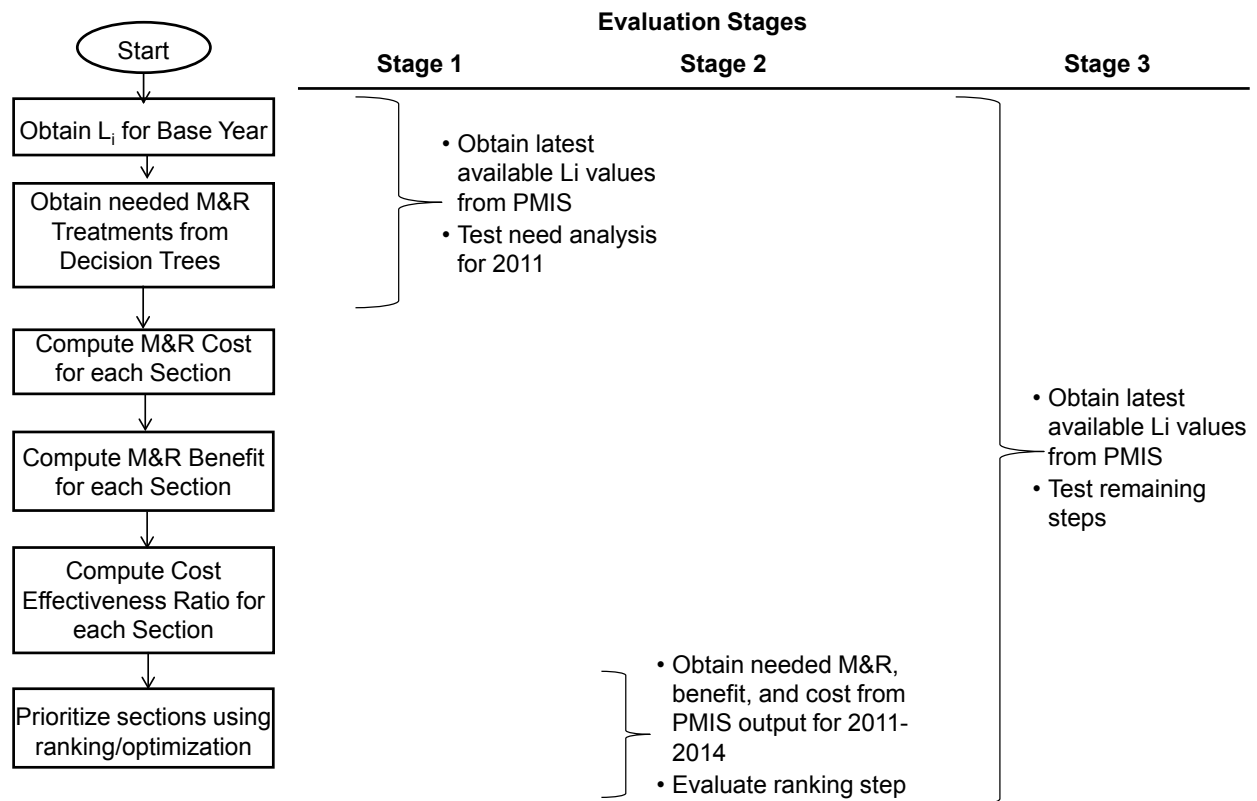 Evaluation Stages
Stage 1
Stage 2
Stage 3
Start
Obtain Li for Base Year
Obtain needed M&R
Treatments from
Decision Trees
Compute M&R Cost
for each Section
Compute M&R Benefit
for each Section
Compute Cost
Effectiveness Ratio for
each Section
Prioritize sections using
ranking/optimization
• Obtain latest
available Li values
from PMIS
• Test need analysis
for 2011
• Obtain needed M&R,
benefit, and cost from
PMIS output for 2011-
2014
• Evaluate ranking step
• Obtain latest
available Li values
from PMIS
• Test remaining
steps